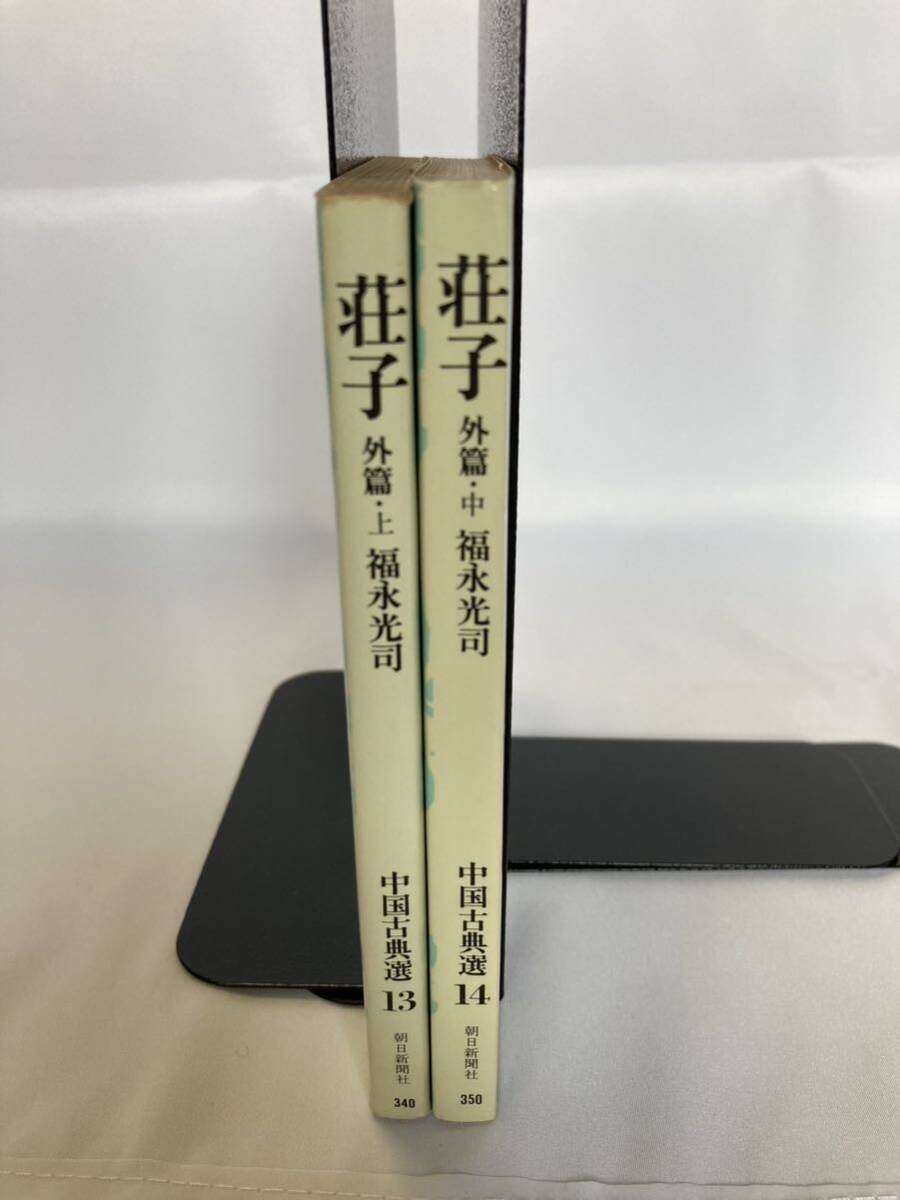 荘子 外篇・上 福永光司
中国古典選 13
朝日新聞社
340
荘子 外篇・中 福永光司
中国古典選 14
朝日新聞社
350